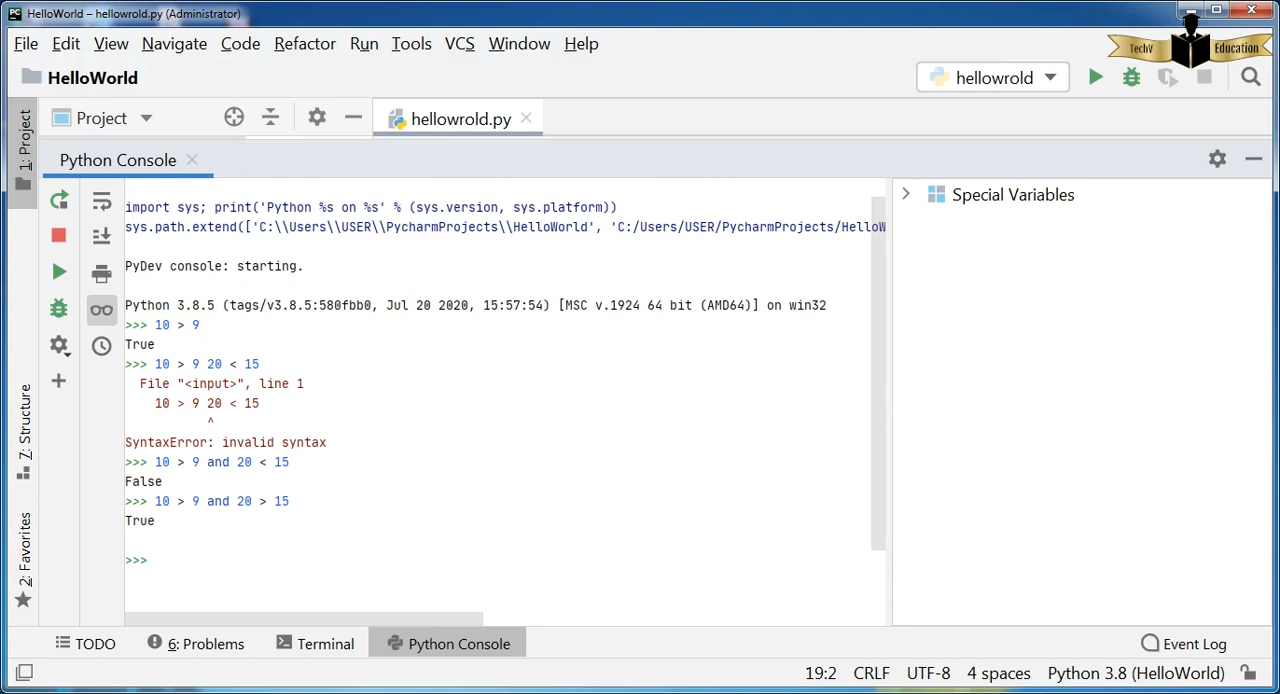 HelloWorld – hellowrold.py (Administrator)
File Edit View Navigate Code Refactor Run Tools VCS Window Help
TechV Education
HelloWorld
hellowrold
Project
hellowrold.py
1: Project
Python Console
import sys; print('Python %s on %s' % (sys.version, sys.platform))
sys.path.extend(['C:\\Users\\USER\\PycharmProjects\\HelloWorld', 'C:/Users/USER/PycharmProjects/HelloW
PyDev console: starting.
Python 3.8.5 (tags/v3.8.5:580fbb0, Jul 20 2020, 15:57:54) [MSC v.1924 64 bit (AMD64)] on win32
>>> 10 > 9
True
>>> 10 > 9 20 < 15
File "<input>", line 1
10 > 9 20 < 15
^
SyntaxError: invalid syntax
>>> 10 > 9 and 20 < 15
False
>>> 10 > 9 and 20 > 15
True
>>>
Special Variables
Z: Structure
2: Favorites
TODO
6: Problems
Terminal
Python Console
Event Log
19:2 CRLF UTF-8 4 spaces Python 3.8 (HelloWorld)